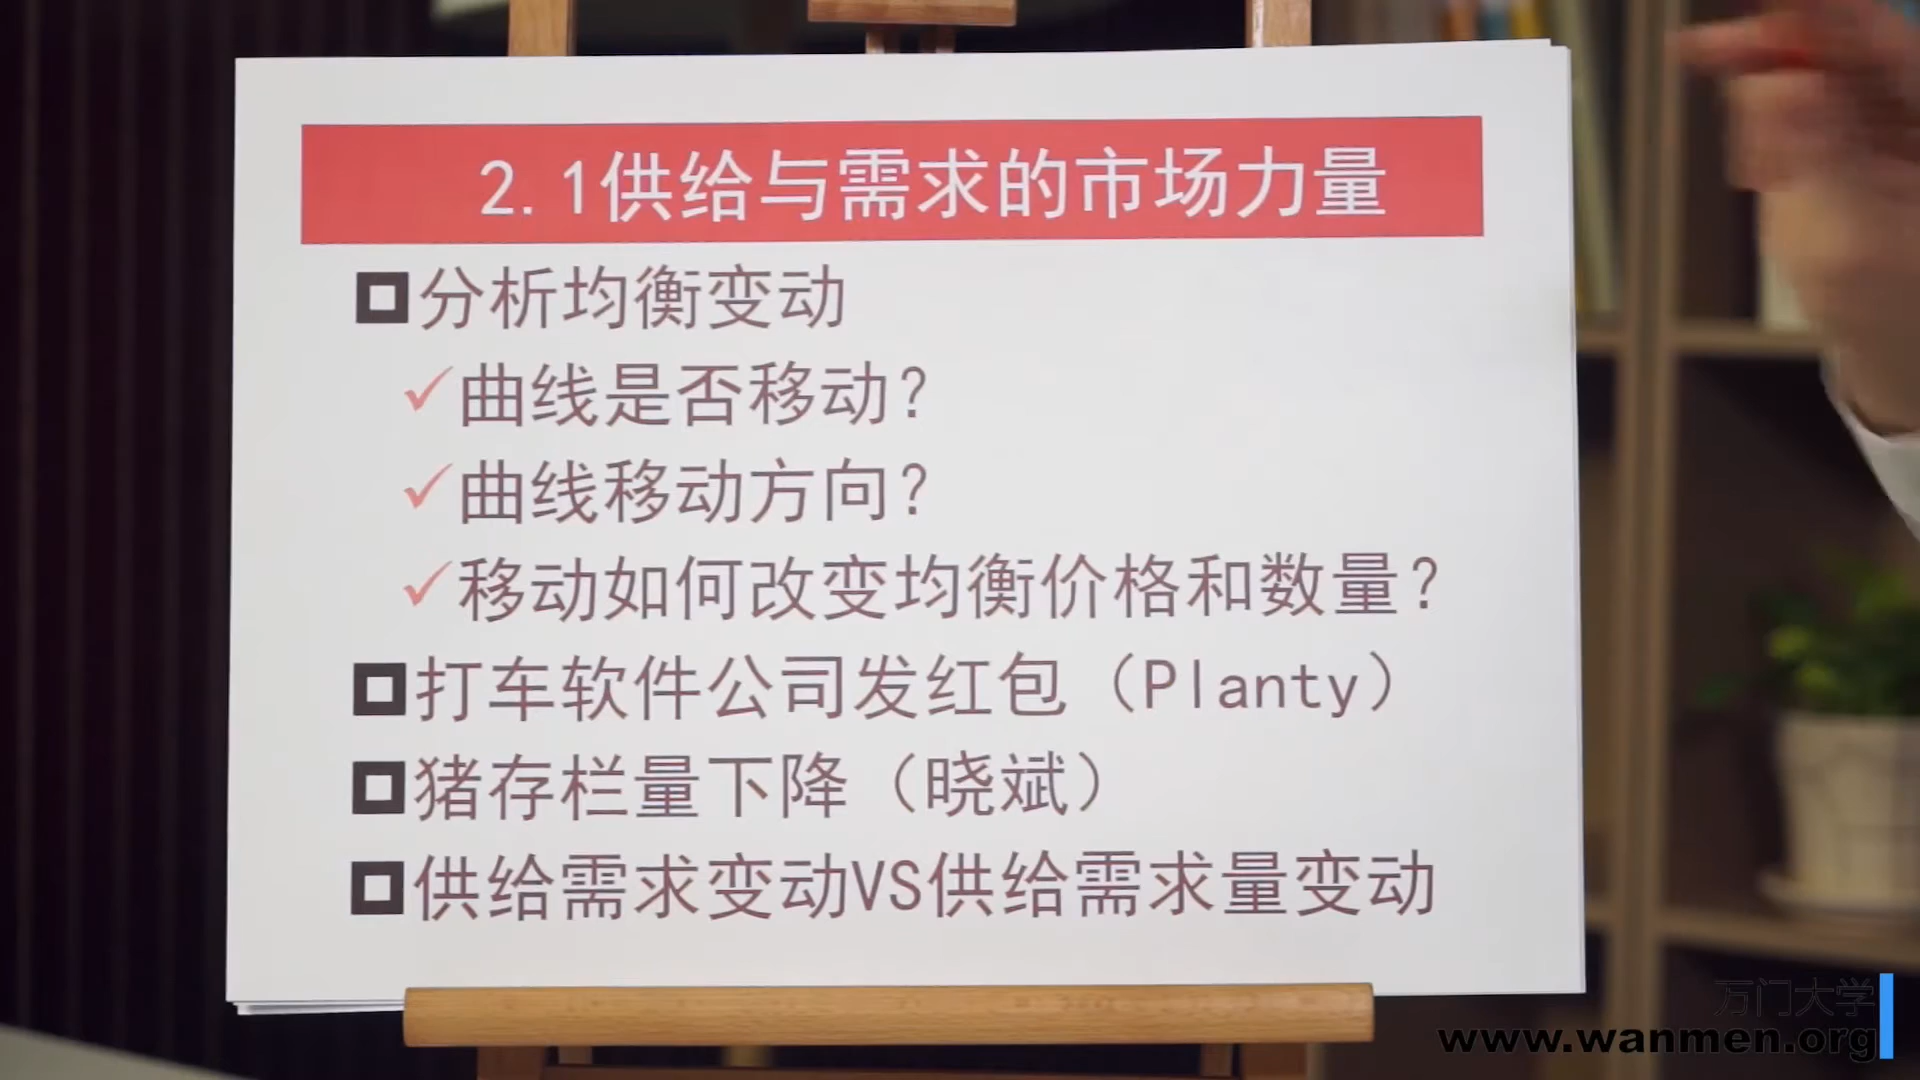 2.1供给与需求的市场力量
分析均衡变动
曲线是否移动?
曲线移动方向?
移动如何改变均衡价格和数量?
打车软件公司发红包（Planty）
猪存栏量下降（晓斌）
供给需求变动VS供给需求量变动
万门大学
www.wanmen.org